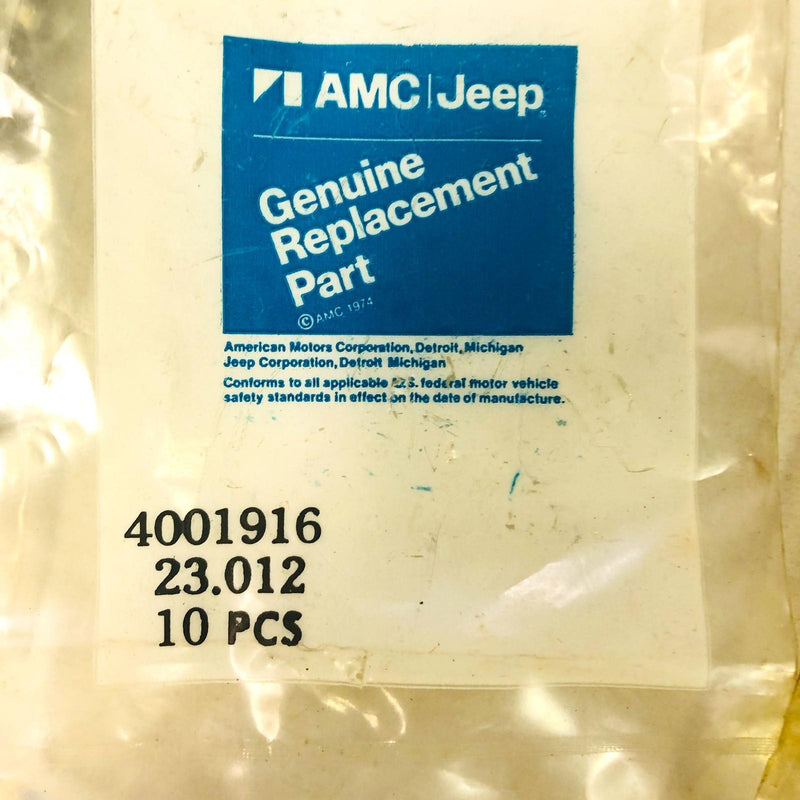 AMC|Jeep®
Genuine
Replacement
Part
© AMC 1974
American Motors Corporation, Detroit, Michigan
Jeep Corporation, Detroit Michigan
Conforms to all applicable U.S. federal motor vehicle
safety standards in effect on the date of manufacture.
4001916
23.012
10 PCS